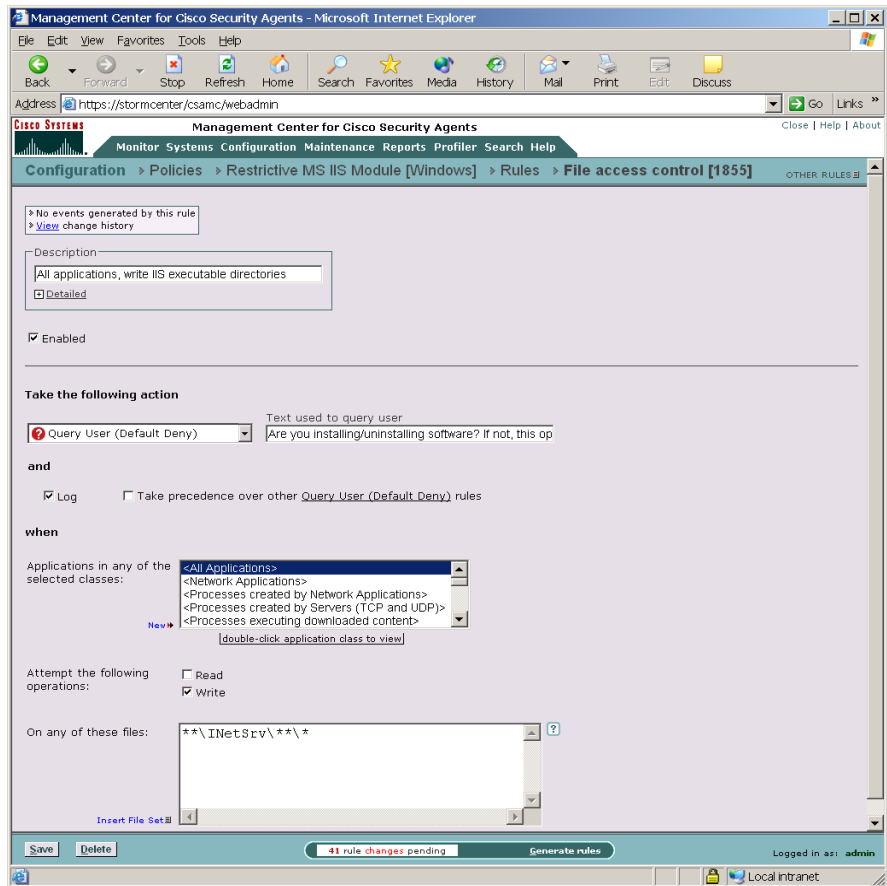 Management Center for Cisco Security Agents - Microsoft Internet Explorer
File Edit View Favorites Tools Help
Back Forward Stop Refresh Home Search Favorites Media History Mail Print Edit Discuss
Address https://stormcenter/csamc/webadmin Go Links »
CISCO SYSTEMS Management Center for Cisco Security Agents Close | Help | About
Monitor Systems Configuration Maintenance Reports Profiler Search Help
Configuration > Policies > Restrictive MS IIS Module [Windows] > Rules > File access control [1855] OTHER RULES
» No events generated by this rule
» View change history
Description
All applications, write IIS executable directories
+ Detailed
Enabled
Take the following action
Text used to query user
Query User (Default Deny) Are you installing/uninstalling software? If not, this op
and
Log Take precedence over other Query User (Default Deny) rules
when
Applications in any of the selected classes:
<All Applications>
<Network Applications>
<Processes created by Network Applications>
<Processes created by Servers (TCP and UDP)>
<Processes executing downloaded content>
New
double-click application class to view
Attempt the following operations:
Read
Write
On any of these files: **\INetSrv\**\* ?
Insert File Set
Save Delete 41 rule changes pending Generate rules Logged in as: admin
Local intranet